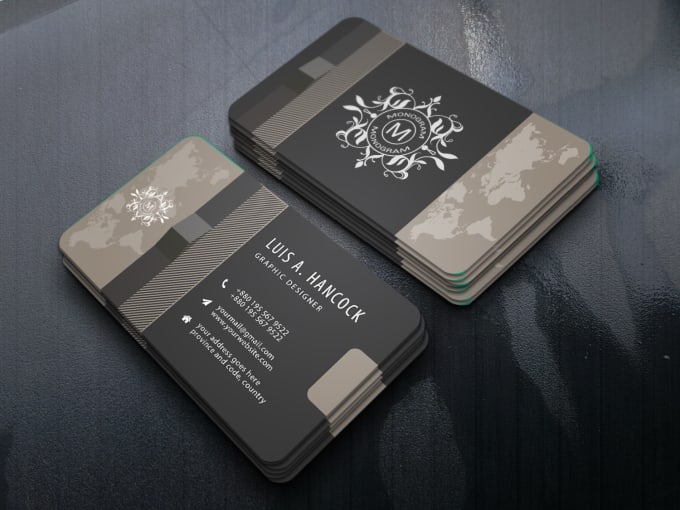 MONOGRAM
M
MONOGRAM
M
LUIS A. HANCOCK
GRAPHIC DESIGNER
+880 195 567 9522
+880 195 567 9522
yourmail@gmail.com
www.yourwebsite.com
your address goes here
province and code, country